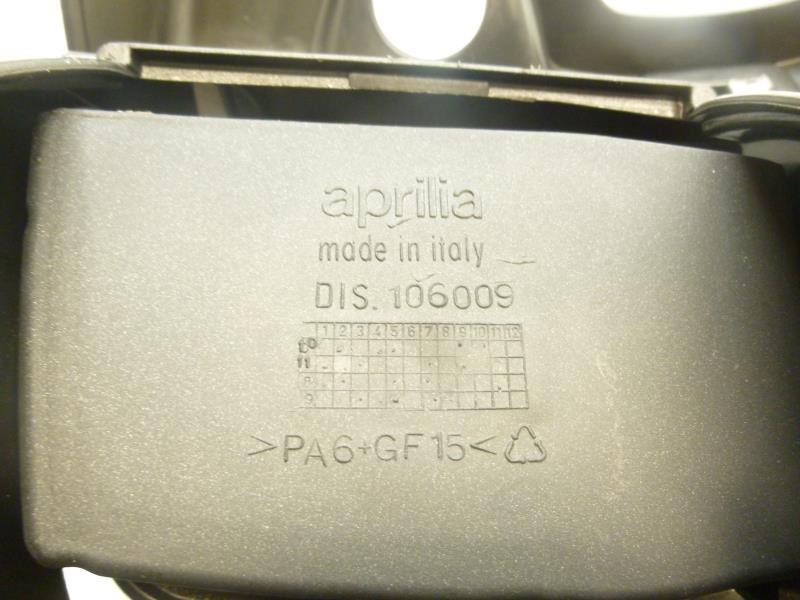 aprilia
made in italy
DIS. 106009
1 2 3 4 5 6 7 8 9 10 11 12
10
11
8
9
>PA6+GF15<